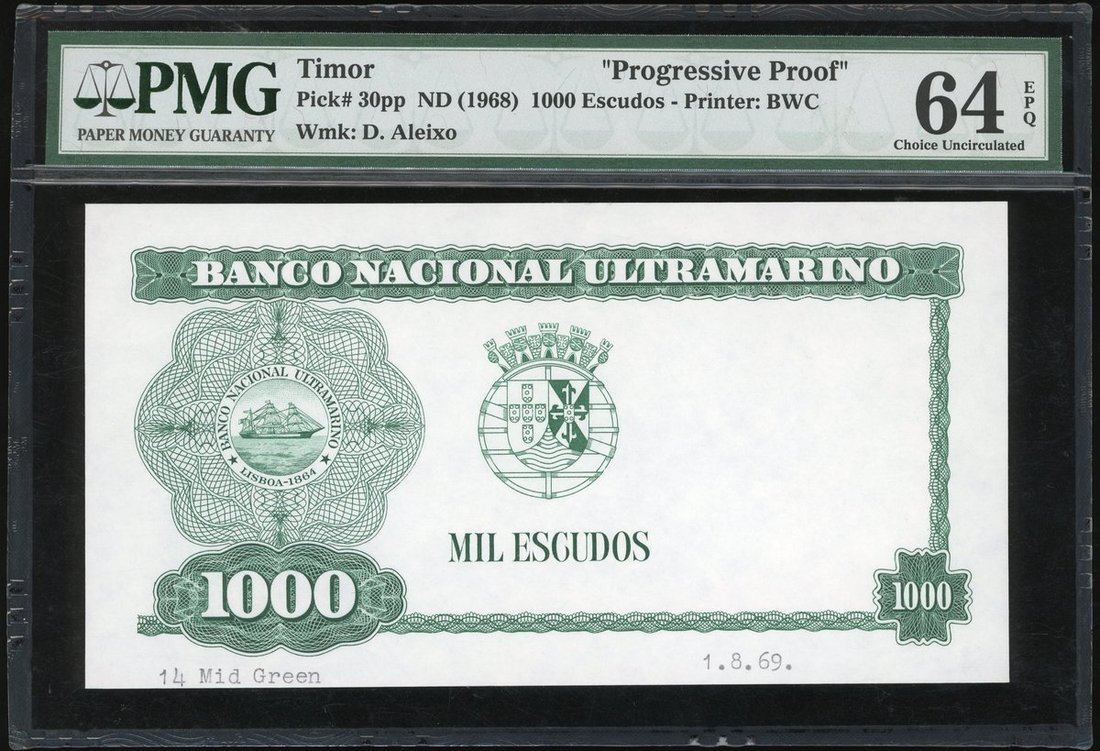 PMG
PAPER MONEY GUARANTY
Timor "Progressive Proof"
Pick# 30pp ND (1968) 1000 Escudos - Printer: BWC
Wmk: D. Aleixo
64 EPQ
Choice Uncirculated
BANCO NACIONAL ULTRAMARINO
BANCO NACIONAL ULTRAMARINO
LISBOA-1864
MIL ESCUDOS
1000
1000
14 Mid Green
1.8.69.